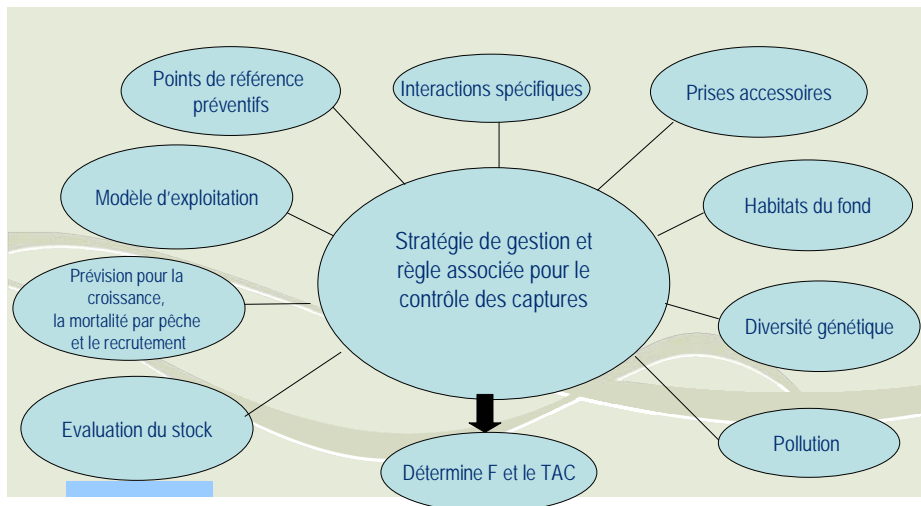 Points de référence
préventifs
Interactions spécifiques
Prises accessoires
Modèle d'exploitation
Habitats du fond
Stratégie de gestion et
règle associée pour le
contrôle des captures
Prévision pour la
croissance,
la mortalité par pêche
et le recrutement
Diversité génétique
Evaluation du stock
Pollution
Détermine F et le TAC